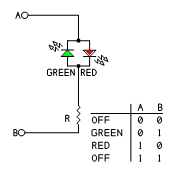 A
GREEN RED
R
B
A B
OFF 0 0
GREEN 0 1
RED 1 0
OFF 1 1